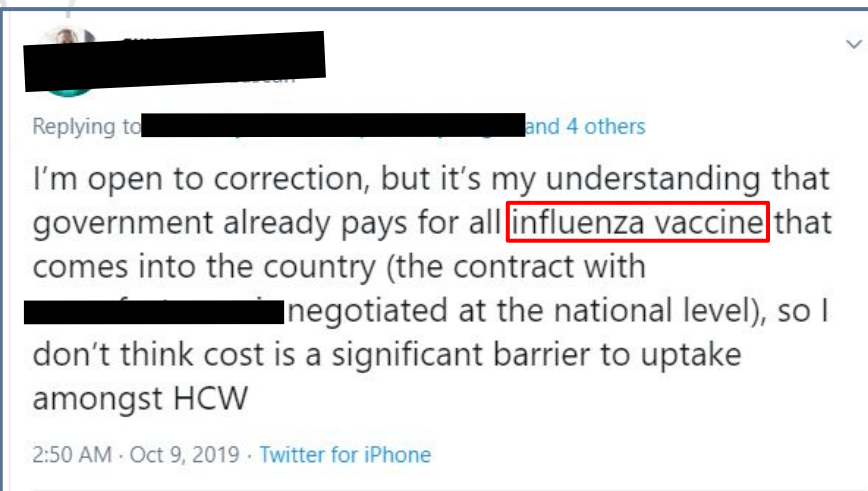 Replying to and 4 others
I'm open to correction, but it's my understanding that
government already pays for all influenza vaccine that
comes into the country (the contract with
negotiated at the national level), so I
don't think cost is a significant barrier to uptake
amongst HCW
2:50 AM · Oct 9, 2019 · Twitter for iPhone